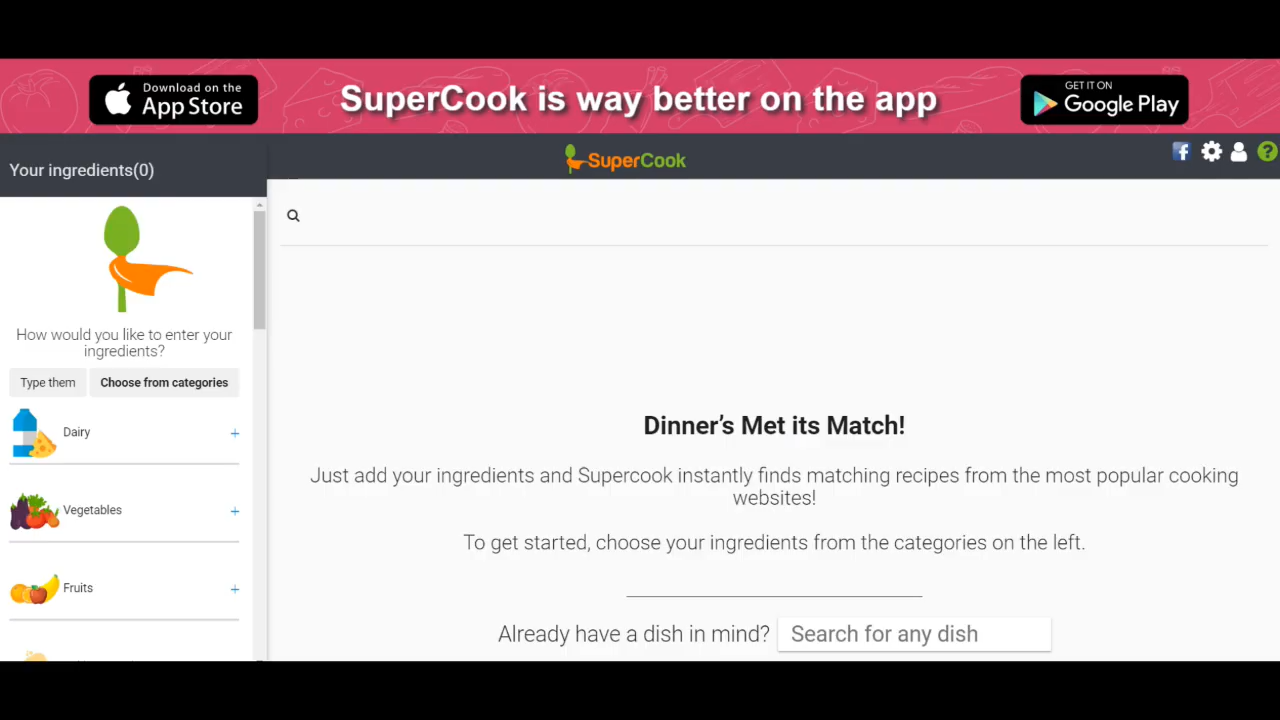 Download on the
App Store
SuperCook is way better on the app
GET IT ON
Google Play
Your ingredients(0)
SuperCook
f
?
How would you like to enter your
ingredients?
Type them
Choose from categories
Dairy
+
Vegetables
+
Fruits
+
Dinner’s Met its Match!
Just add your ingredients and Supercook instantly finds matching recipes from the most popular cooking
websites!
To get started, choose your ingredients from the categories on the left.
Already have a dish in mind?
Search for any dish